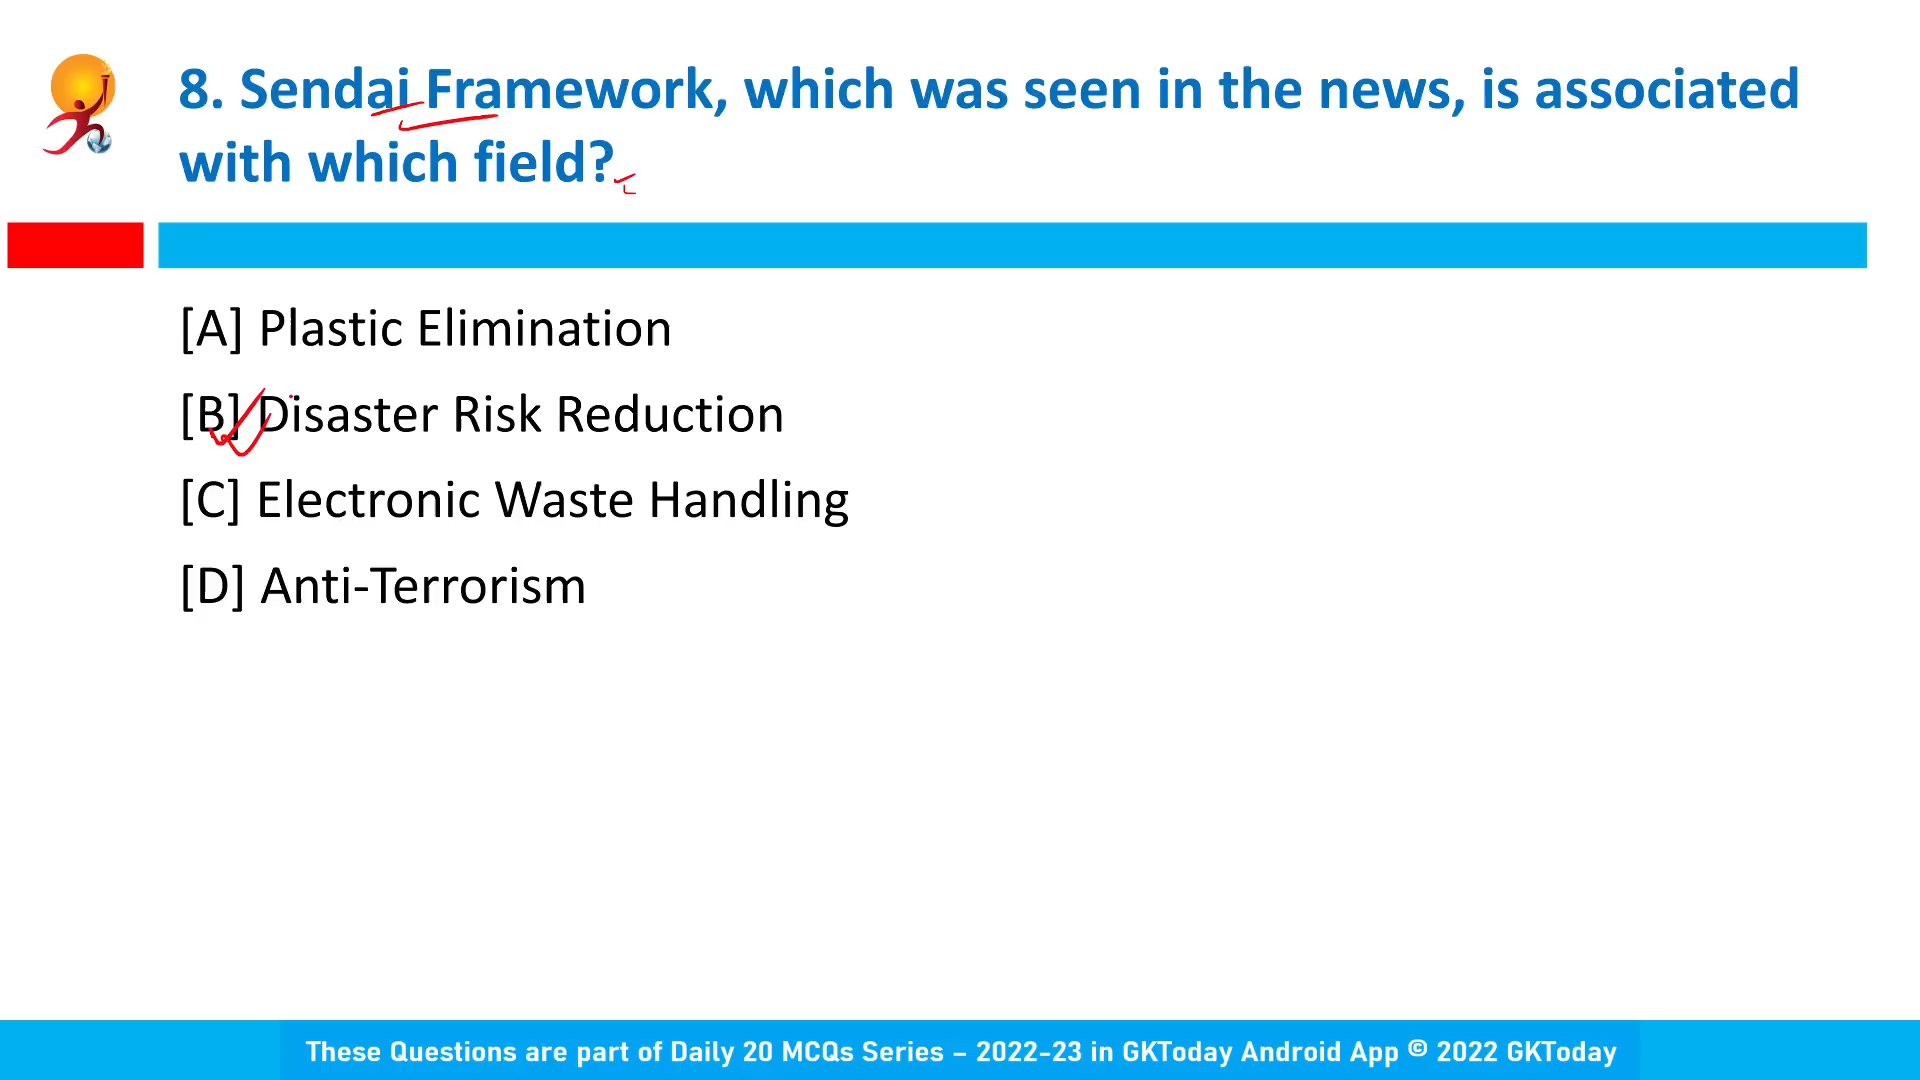 8. Sendai Framework, which was seen in the news, is associated
with which field?
[A] Plastic Elimination
[B] Disaster Risk Reduction
[C] Electronic Waste Handling
[D] Anti-Terrorism
These Questions are part of Daily 20 MCQs Series – 2022-23 in GKToday Android App © 2022 GKToday